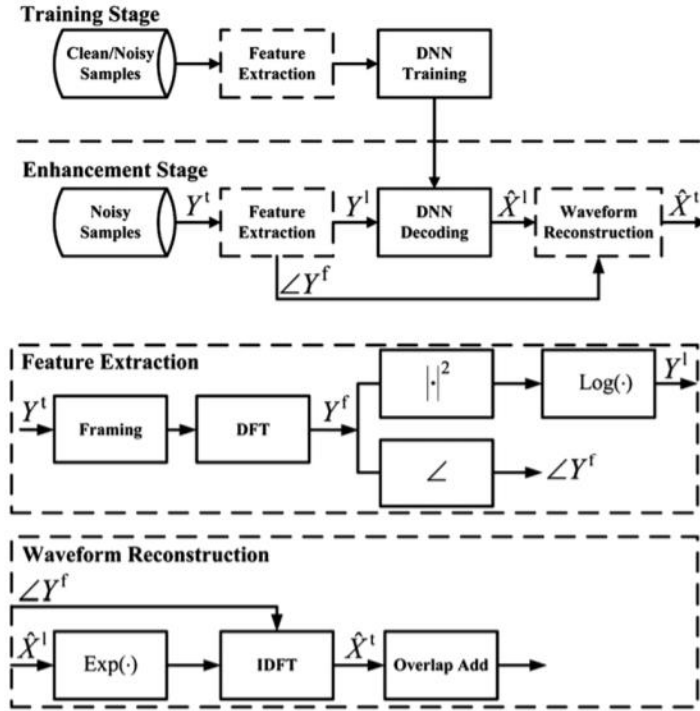 Training Stage
Clean/Noisy
Samples
Feature
Extraction
DNN
Training
Enhancement Stage
Noisy
Samples
Yᵗ
Feature
Extraction
Yˡ
DNN
Decoding
X̂ˡ
Waveform
Reconstruction
X̂ᵗ
∠Yᶠ
Feature Extraction
Yᵗ
Framing
DFT
Yᶠ
|·|²
Log(·)
Yˡ
∠
∠Yᶠ
Waveform Reconstruction
∠Yᶠ
X̂ˡ
Exp(·)
IDFT
X̂ᵗ
Overlap Add